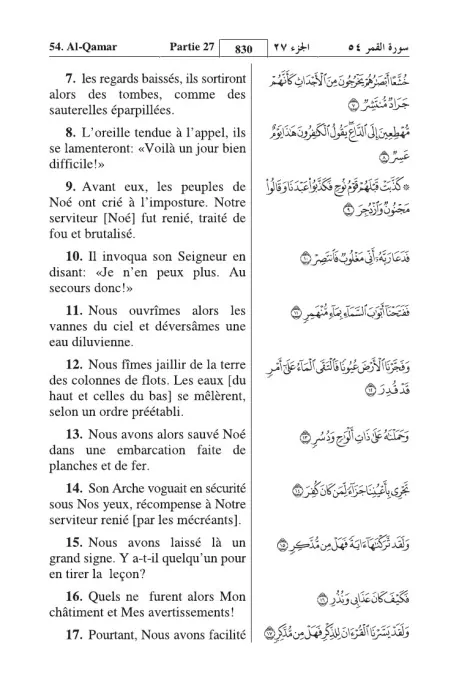 54. Al-Qamar Partie 27 830 الجزء ٢٧ سورة القمر ٥٤
7. les regards baissés, ils sortiront
alors des tombes, comme des
sauterelles éparpillées.
8. L’oreille tendue à l’appel, ils
se lamenteront: «Voilà un jour bien
difficile!»
9. Avant eux, les peuples de
Noé ont crié à l’imposture. Notre
serviteur [Noé] fut renié, traité de
fou et brutalisé.
10. Il invoqua son Seigneur en
disant: «Je n’en peux plus. Au
secours donc!»
11. Nous ouvrîmes alors les
vannes du ciel et déversâmes une
eau diluvienne.
12. Nous fîmes jaillir de la terre
des colonnes de flots. Les eaux [du
haut et celles du bas] se mêlèrent,
selon un ordre préétabli.
13. Nous avons alors sauvé Noé
dans une embarcation faite de
planches et de fer.
14. Son Arche voguait en sécurité
sous Nos yeux, récompense à Notre
serviteur renié [par les mécréants].
15. Nous avons laissé là un
grand signe. Y a-t-il quelqu’un pour
en tirer la leçon?
16. Quels ne furent alors Mon
châtiment et Mes avertissements!
17. Pourtant, Nous avons facilité
خُشَّعًا أَبْصَٰرُهُمْ يَخْرُجُونَ مِنَ ٱلْأَجْدَاثِ كَأَنَّهُمْ
جَرَادٌ مُّنتَشِرٌ ٧
مُّهْطِعِينَ إِلَى ٱلدَّاعِ يَقُولُ ٱلْكَٰفِرُونَ هَٰذَا يَوْمٌ
عَسِرٌ ٨
۞ كَذَّبَتْ قَبْلَهُمْ قَوْمُ نُوحٍ فَكَذَّبُوا۟ عَبْدَنَا وَقَالُوا۟
مَجْنُونٌ وَٱزْدُجِرَ ٩
فَدَعَا رَبَّهُۥٓ أَنِّى مَغْلُوبٌ فَٱنتَصِرْ ١٠
فَفَتَحْنَآ أَبْوَٰبَ ٱلسَّمَآءِ بِمَآءٍ مُّنْهَمِرٍ ١١
وَفَجَّرْنَا ٱلْأَرْضَ عُيُونًا فَٱلْتَقَى ٱلْمَآءُ عَلَىٰٓ أَمْرٍ
قَدْ قُدِرَ ١٢
وَحَمَلْنَٰهُ عَلَىٰ ذَاتِ أَلْوَٰحٍ وَدُسُرٍ ١٣
تَجْرِى بِأَعْيُنِنَا جَزَآءً لِّمَن كَانَ كُفِرَ ١٤
وَلَقَد تَّرَكْنَٰهَآ ءَايَةً فَهَلْ مِن مُّدَّكِرٍ ١٥
فَكَيْفَ كَانَ عَذَابِى وَنُذُرِ ١٦
وَلَقَدْ يَسَّرْنَا ٱلْقُرْءَانَ لِلذِّكْرِ فَهَلْ مِن مُّدَّكِرٍ ١٧